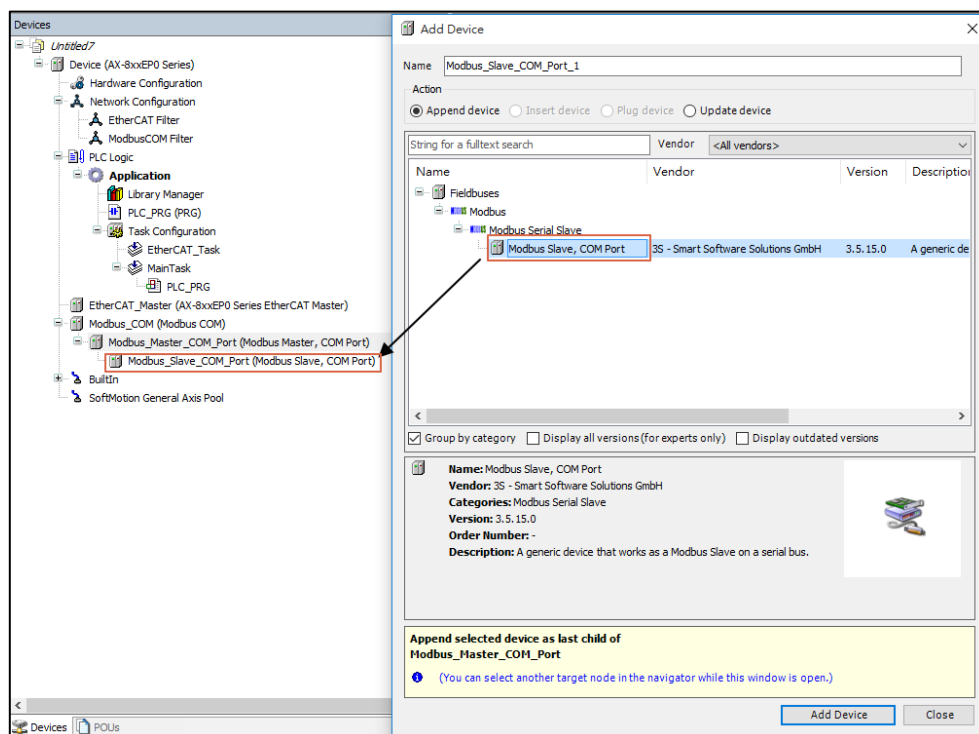 Devices
Untitled7
Device (AX-8xxEP0 Series)
Hardware Configuration
Network Configuration
EtherCAT Filter
ModbusCOM Filter
PLC Logic
Application
Library Manager
PLC_PRG (PRG)
Task Configuration
EtherCAT_Task
MainTask
PLC_PRG
EtherCAT_Master (AX-8xxEP0 Series EtherCAT Master)
Modbus_COM (Modbus COM)
Modbus_Master_COM_Port (Modbus Master, COM Port)
Modbus_Slave_COM_Port (Modbus Slave, COM Port)
BuiltIn
SoftMotion General Axis Pool
Devices POUs
Add Device
Name Modbus_Slave_COM_Port_1
Action
Append device Insert device Plug device Update device
String for a fulltext search Vendor <All vendors>
Name Vendor Version Description
Fieldbuses
Modbus
Modbus Serial Slave
Modbus Slave, COM Port 3S - Smart Software Solutions GmbH 3.5.15.0 A generic de
Group by category Display all versions (for experts only) Display outdated versions
Name: Modbus Slave, COM Port
Vendor: 3S - Smart Software Solutions GmbH
Categories: Modbus Serial Slave
Version: 3.5.15.0
Order Number: -
Description: A generic device that works as a Modbus Slave on a serial bus.
Append selected device as last child of
Modbus_Master_COM_Port
(You can select another target node in the navigator while this window is open.)
Add Device Close